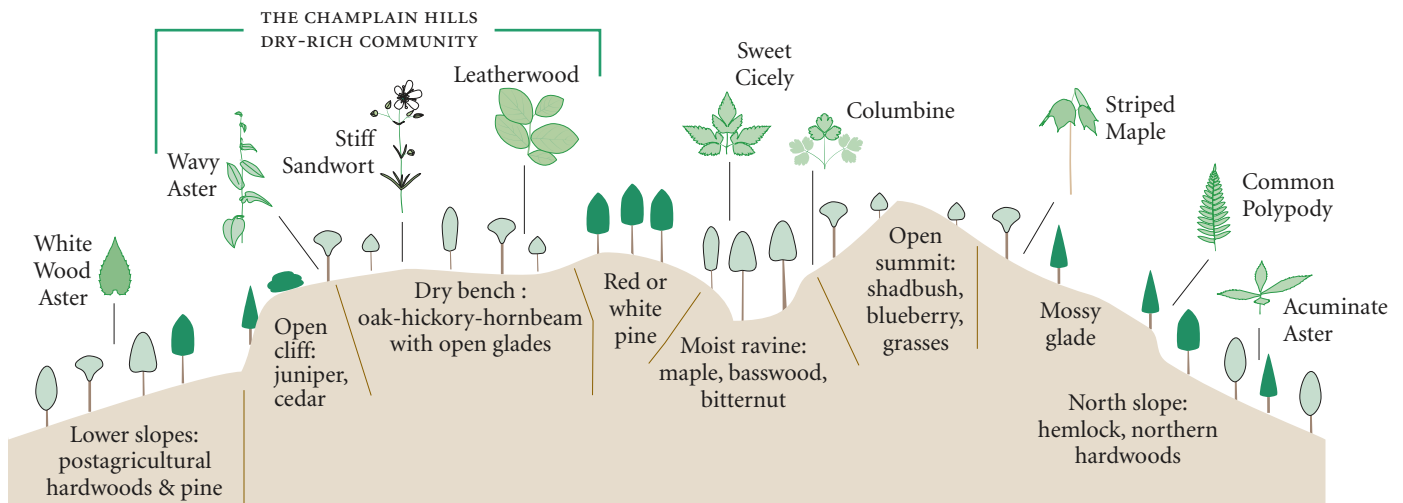 THE CHAMPLAIN HILLS
DRY-RICH COMMUNITY
Leatherwood
Sweet
Cicely
Columbine
Striped
Maple
Stiff
Sandwort
Wavy
Aster
Common
Polypody
White
Wood
Aster
Acuminate
Aster
Lower slopes:
postagricultural
hardwoods & pine
Open
cliff:
juniper,
cedar
Dry bench :
oak-hickory-hornbeam
with open glades
Red or
white
pine
Moist ravine:
maple, basswood,
bitternut
Open
summit:
shadbush,
blueberry,
grasses
Mossy
glade
North slope:
hemlock, northern
hardwoods